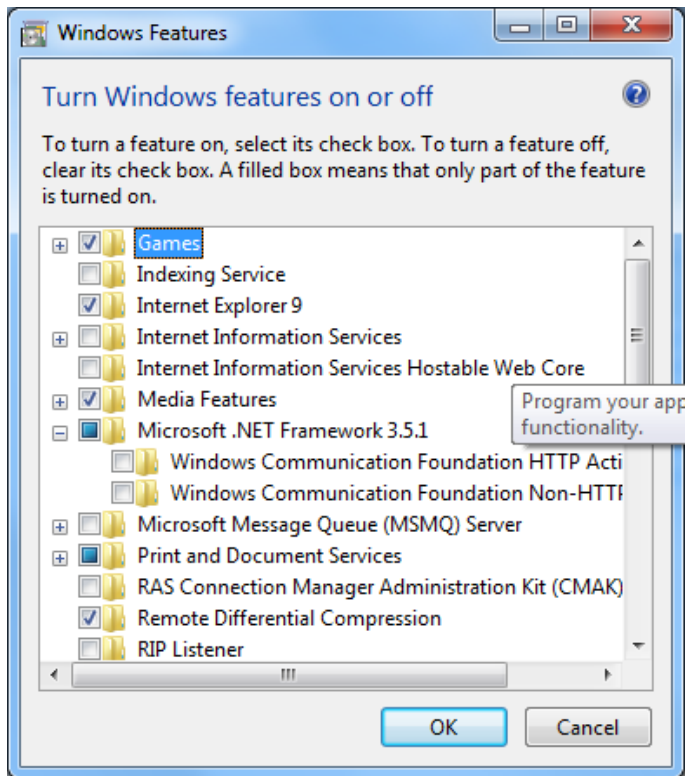 Windows Features
Turn Windows features on or off
To turn a feature on, select its check box. To turn a feature off,
clear its check box. A filled box means that only part of the feature
is turned on.
Games
Indexing Service
Internet Explorer 9
Internet Information Services
Internet Information Services Hostable Web Core
Media Features
Program your app
Microsoft .NET Framework 3.5.1
functionality.
Windows Communication Foundation HTTP Acti
Windows Communication Foundation Non-HTTP
Microsoft Message Queue (MSMQ) Server
Print and Document Services
RAS Connection Manager Administration Kit (CMAK)
Remote Differential Compression
RIP Listener
OK
Cancel